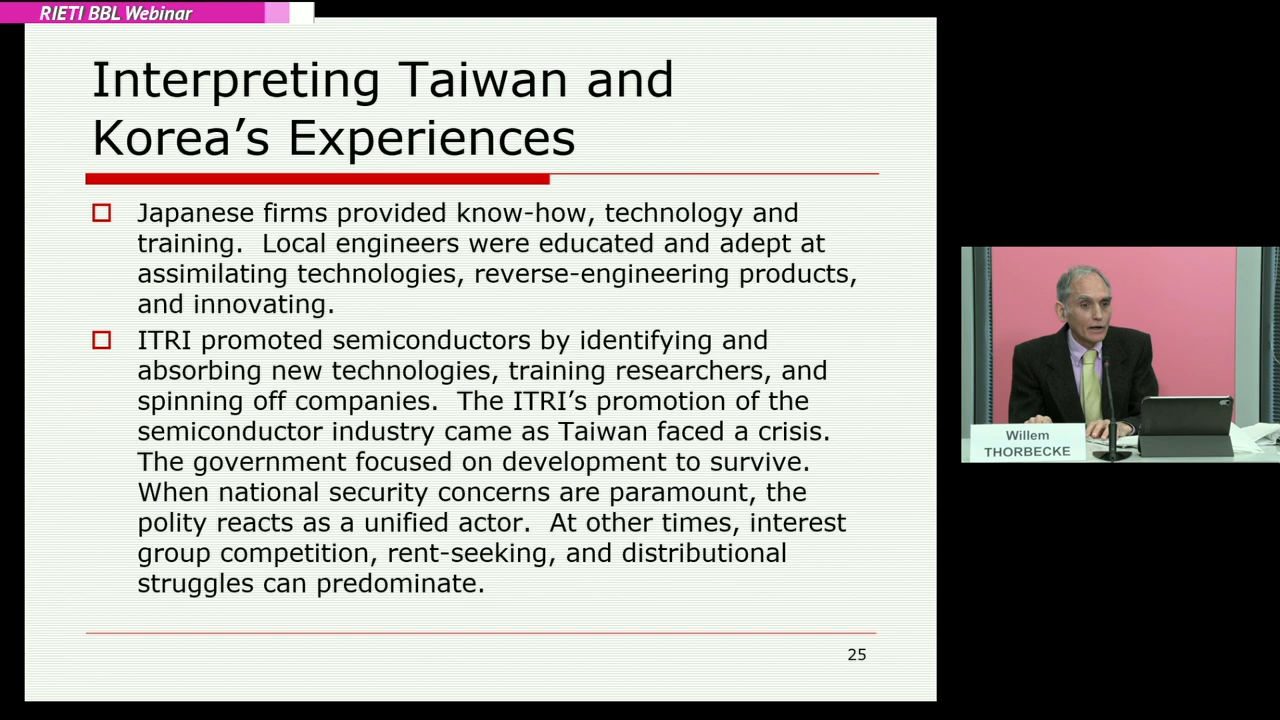 RIETI BBL Webinar
Interpreting Taiwan and
Korea’s Experiences
Japanese firms provided know-how, technology and
training.  Local engineers were educated and adept at
assimilating technologies, reverse-engineering products,
and innovating.
ITRI promoted semiconductors by identifying and
absorbing new technologies, training researchers, and
spinning off companies.  The ITRI’s promotion of the
semiconductor industry came as Taiwan faced a crisis.
The government focused on development to survive.
When national security concerns are paramount, the
polity reacts as a unified actor.  At other times, interest
group competition, rent-seeking, and distributional
struggles can predominate.
25
Willem
THORBECKE